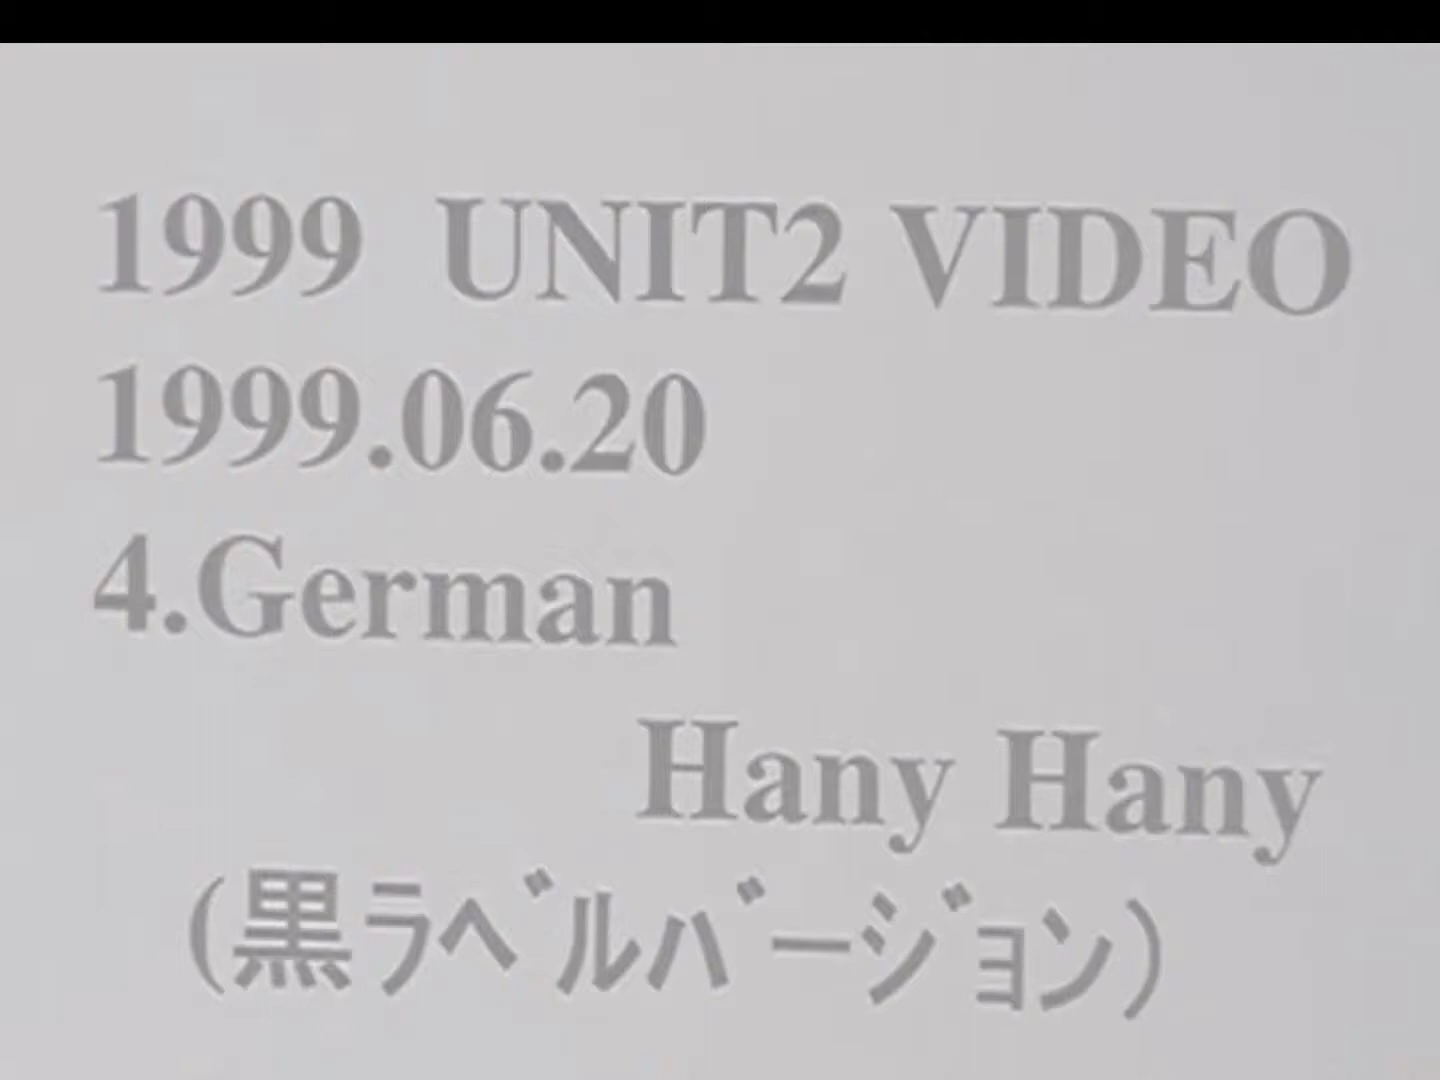 1999 UNIT2 VIDEO
1999.06.20
4.German
Hany Hany
(黒ﾗﾍﾞﾙﾊﾞｰｼﾞｮﾝ)